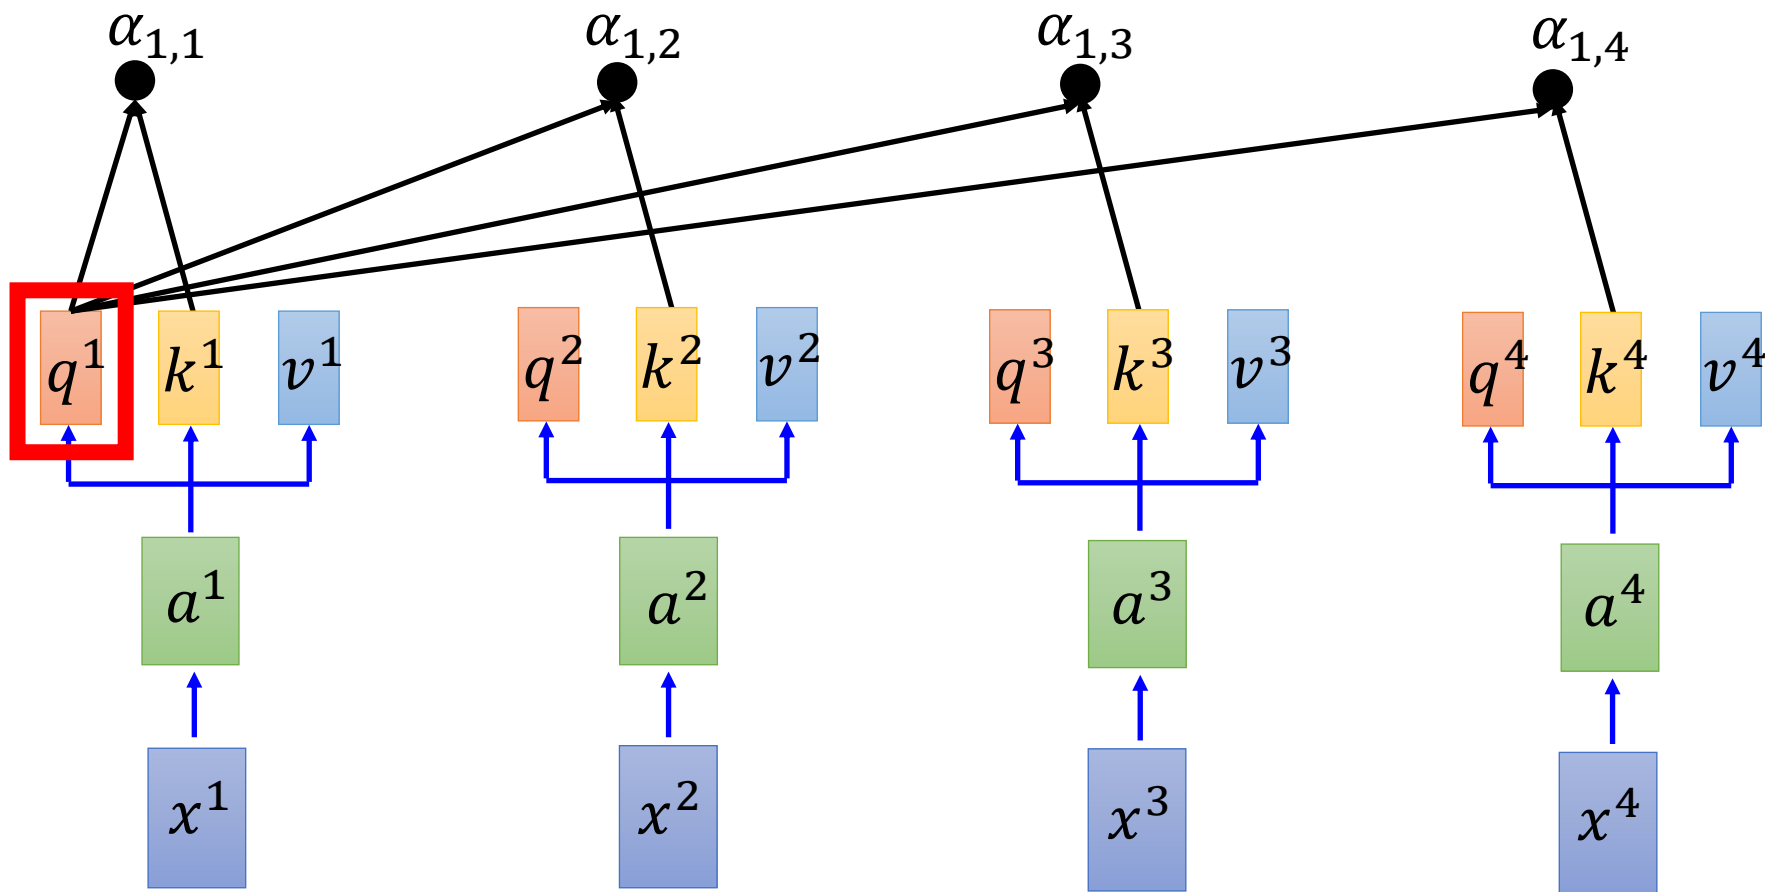 α₁,₁ α₁,₂ α₁,₃ α₁,₄
q¹ k¹ v¹ q² k² v² q³ k³ v³ q⁴ k⁴ v⁴
a¹ a² a³ a⁴
x¹ x² x³ x⁴